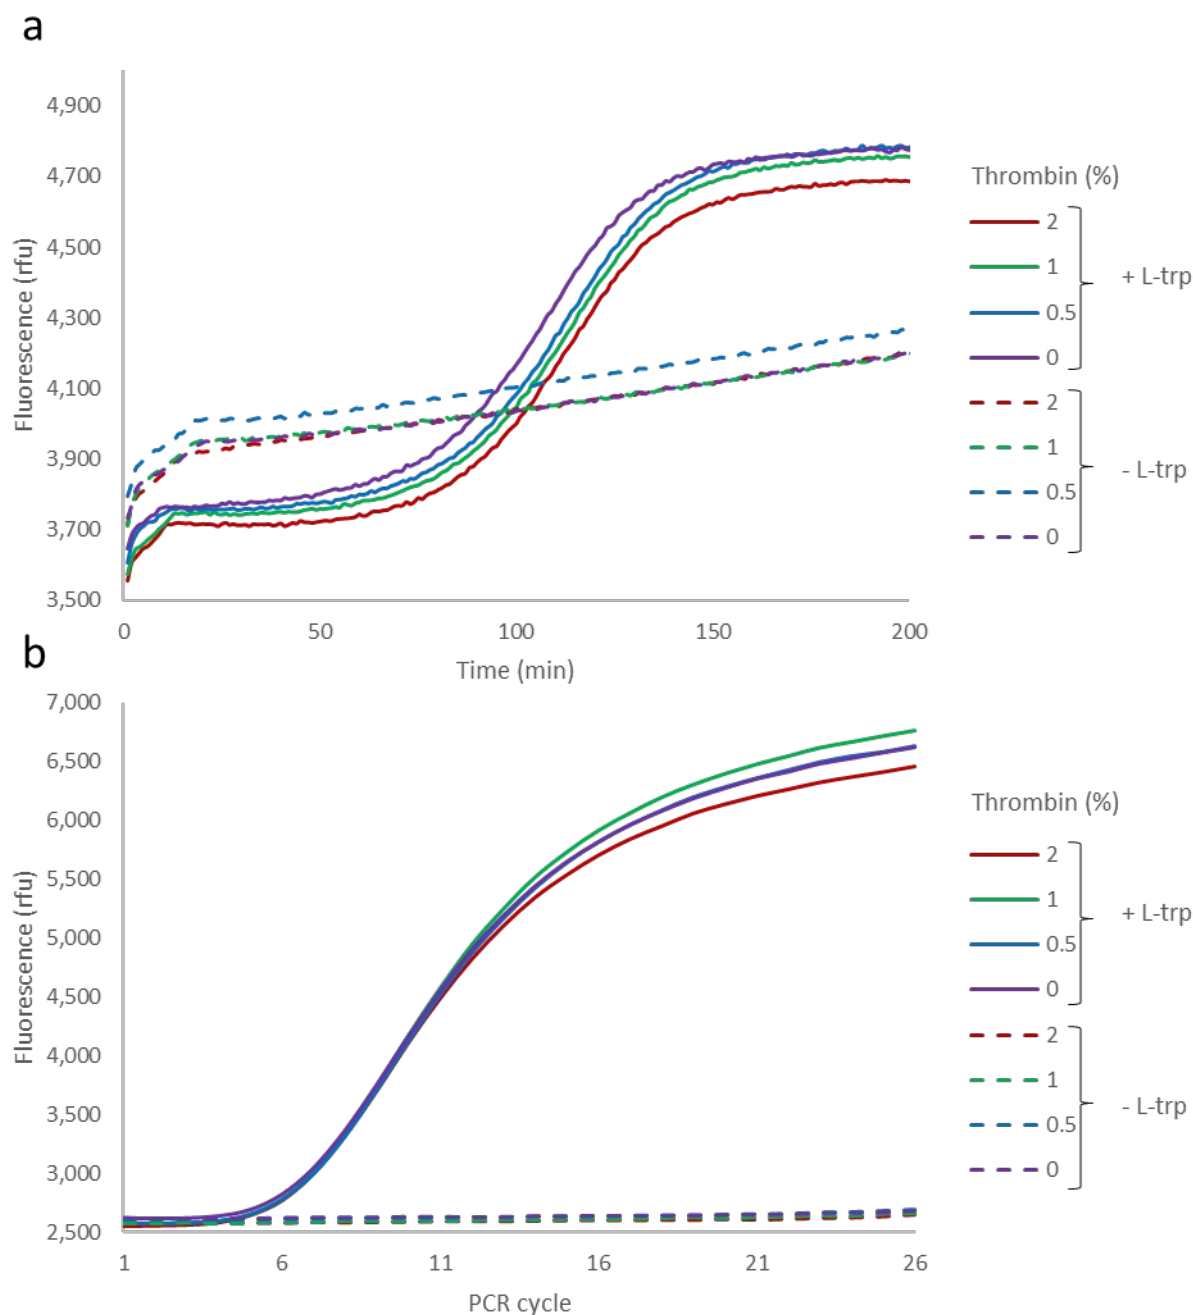 a
4,900
4,700
4,500
4,300
4,100
3,900
3,700
3,500
Fluorescence (rfu)
0 50 100 150 200
Time (min)
Thrombin (%)
2
1
+ L-trp
0.5
0
2
1
- L-trp
0.5
0
b
7,000
6,500
6,000
5,500
5,000
4,500
4,000
3,500
3,000
2,500
Fluorescence (rfu)
1 6 11 16 21 26
PCR cycle
Thrombin (%)
2
1
+ L-trp
0.5
0
2
1
- L-trp
0.5
0